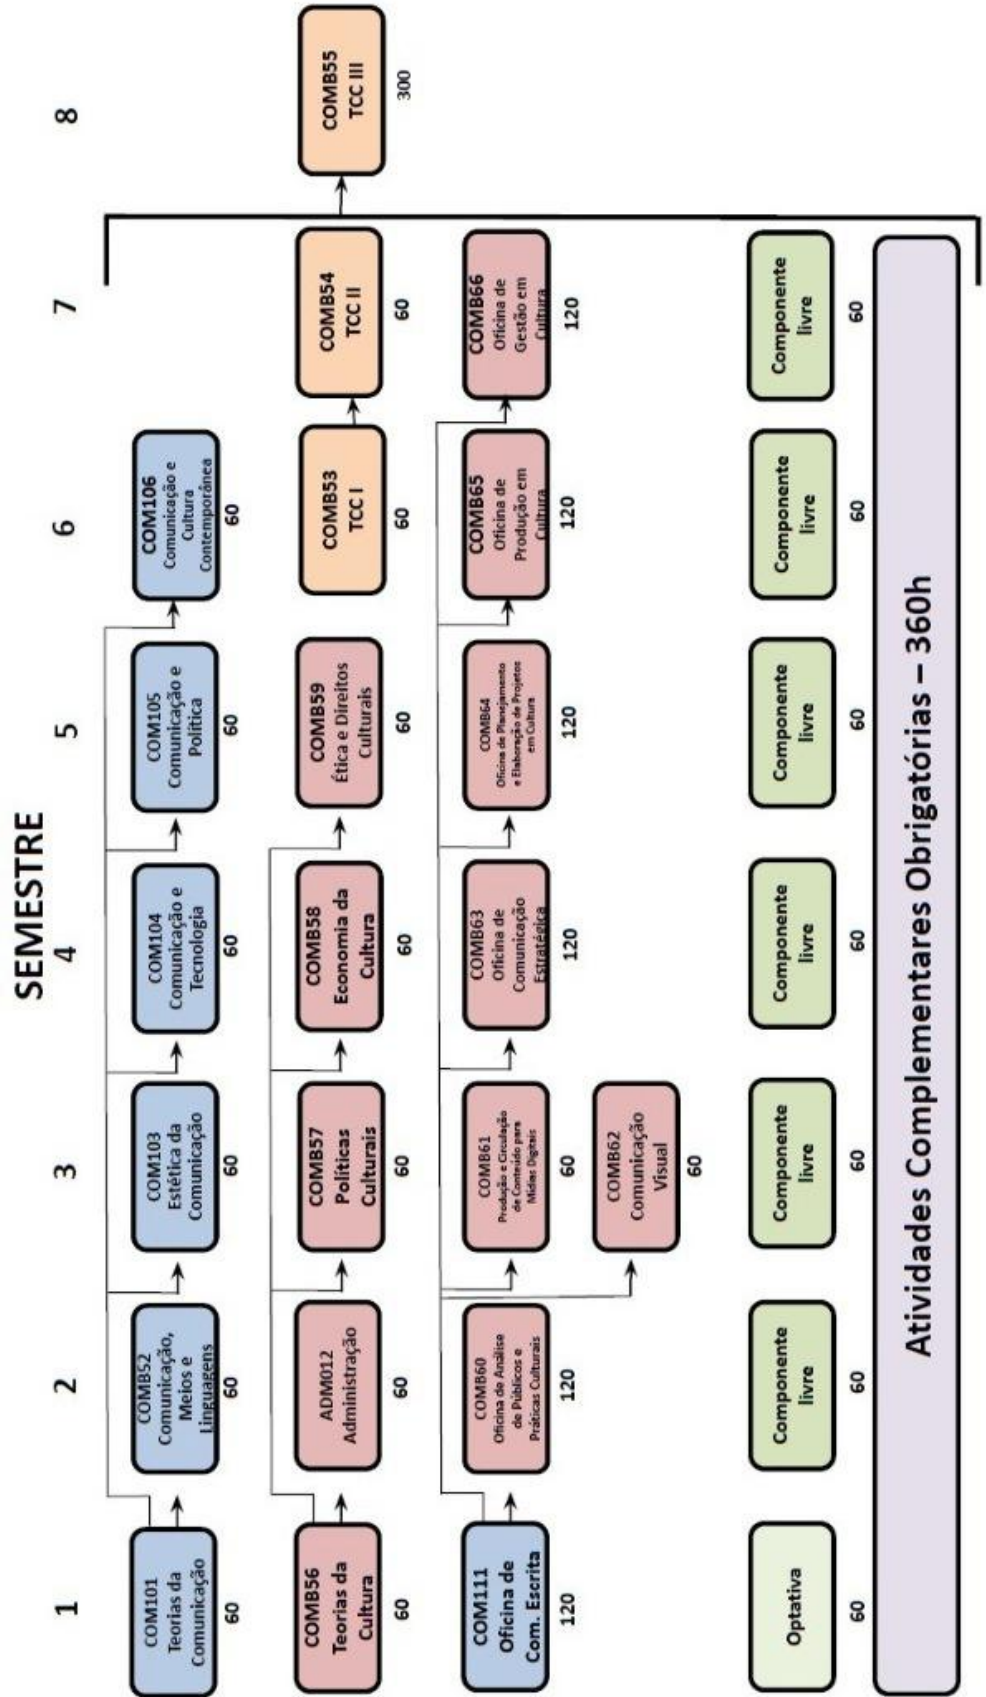 SEMESTRE
1
2
3
4
5
6
7
8
COM101
Teorias da
Comunicação
60
COMB52
Comunicação,
Meios e
Linguagens
60
COM103
Estética da
Comunicação
60
COM104
Comunicação e
Tecnologia
60
COM105
Comunicação e
Política
60
COM106
Comunicação e
Cultura
Contemporânea
60
COMB56
Teorias da
Cultura
60
ADM012
Administração
60
COMB57
Políticas
Culturais
60
COMB58
Economia da
Cultura
60
COMB59
Ética e Direitos
Culturais
60
COMB53
TCC I
60
COMB54
TCC II
60
COMB55
TCC III
300
COM111
Oficina de
Com. Escrita
120
COMB60
Oficina de Análise
de Públicos e
Práticas Culturais
120
COMB61
Produção e Circulação
de Conteúdo para
Mídias Digitais
60
COMB62
Comunicação
Visual
60
COMB63
Oficina de
Comunicação
Estratégica
120
COMB64
Oficina de Planejamento
e Elaboração de Projetos
em Cultura
120
COMB65
Oficina de
Produção em
Cultura
120
COMB66
Oficina de
Gestão em
Cultura
120
Optativa
60
Componente
livre
60
Componente
livre
60
Componente
livre
60
Componente
livre
60
Componente
livre
60
Componente
livre
60
Atividades Complementares Obrigatórias – 360h